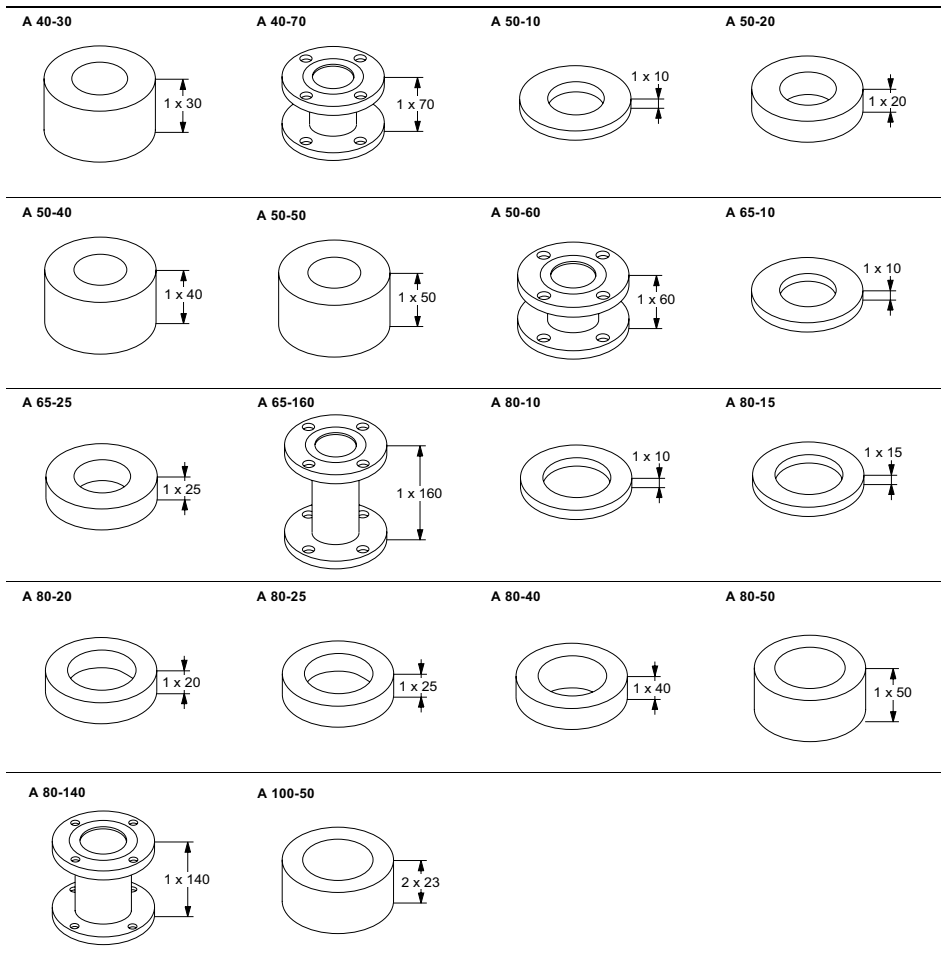 A 40-30
A 40-70
A 50-10
A 50-20
1 x 30
1 x 70
1 x 10
1 x 20
A 50-40
A 50-50
A 50-60
A 65-10
1 x 40
1 x 50
1 x 60
1 x 10
A 65-25
A 65-160
A 80-10
A 80-15
1 x 25
1 x 160
1 x 10
1 x 15
A 80-20
A 80-25
A 80-40
A 80-50
1 x 20
1 x 25
1 x 40
1 x 50
A 80-140
A 100-50
1 x 140
2 x 23